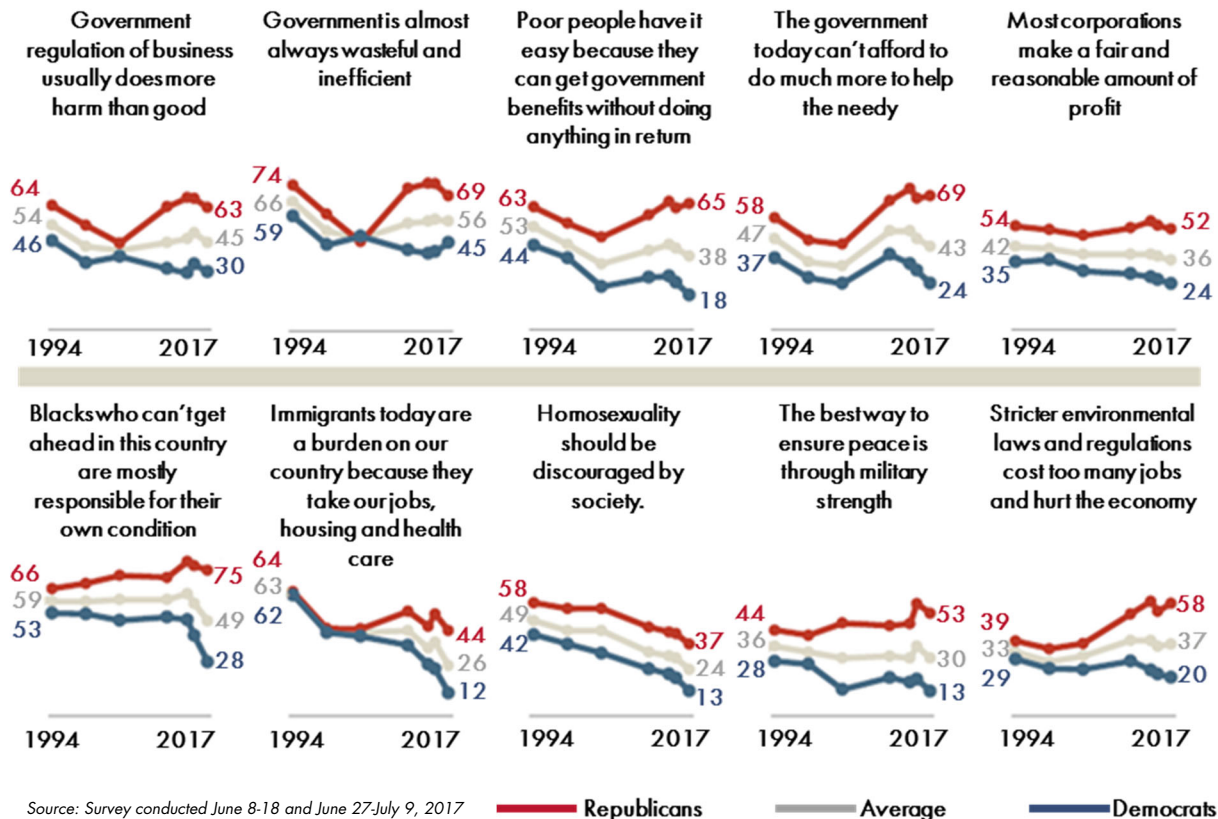 Government
regulation of business
usually does more
harm than good
Government is almost
always wasteful and
inefficient
Poor people have it
easy because they
can get government
benefits without doing
anything in return
The government
today can't afford to
do much more to help
the needy
Most corporations
make a fair and
reasonable amount of
profit
64
54
46
63
45
30
74
66
59
69
56
45
63
53
44
65
38
18
58
47
37
69
43
24
54
42
35
52
36
24
1994 2017
1994 2017
1994 2017
1994 2017
1994 2017
Blacks who can't get
ahead in this country
are mostly
responsible for their
own condition
Immigrants today are
a burden on our
country because they
take our jobs,
housing and health
care
Homosexuality
should be
discouraged by
society.
The best way to
ensure peace is
through military
strength
Stricter environmental
laws and regulations
cost too many jobs
and hurt the economy
66
59
53
75
49
28
64
63
62
44
26
12
58
49
42
37
24
13
44
36
28
53
30
13
39
33
29
58
37
20
1994 2017
1994 2017
1994 2017
1994 2017
1994 2017
Source: Survey conducted June 8-18 and June 27-July 9, 2017
Republicans
Average
Democrats